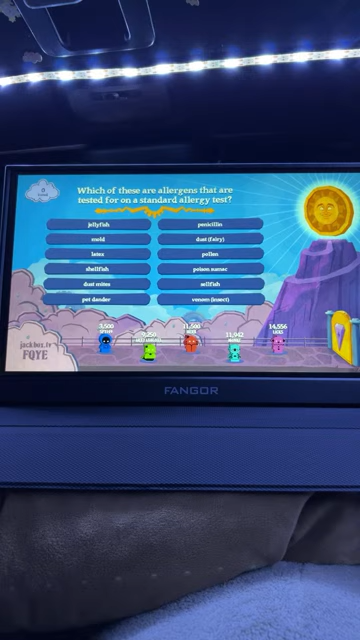 Which of these are allergens that are
tested for on a standard allergy test?
jellyfish
penicillin
mold
dust (fairy)
latex
pollen
shellfish
poison sumac
dust mites
selfish
pet dander
venom (insect)
3,500
9,250
11,500
11,942
14,556
jackbox.tv
FQYE
FANGOR